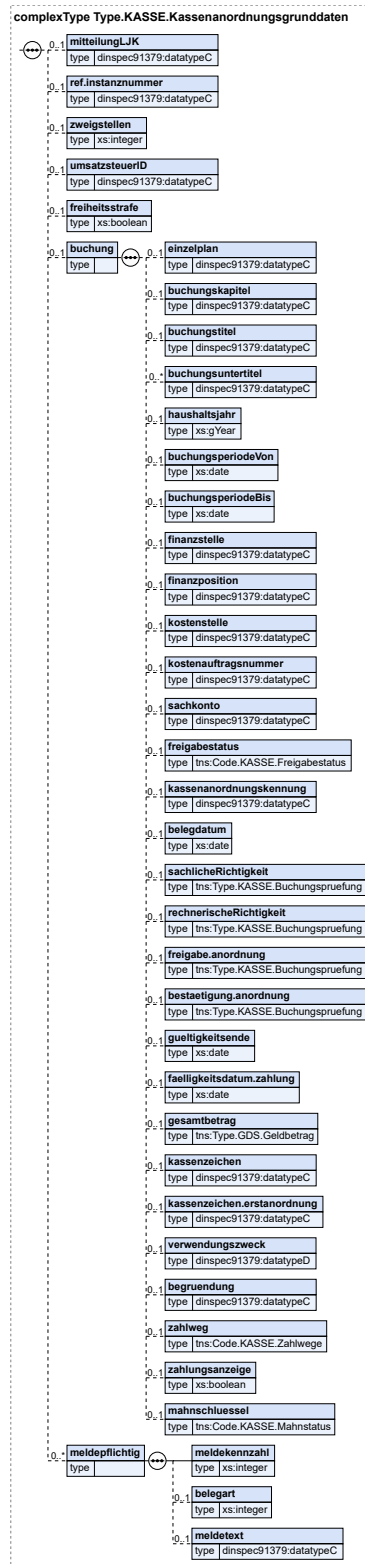 complexType Type.KASSE.Kassenanordnungsgrunddaten
0..1 mitteilungLJK
type dinspec91379:datatypeC
0..1 ref.instanznummer
type dinspec91379:datatypeC
0..1 zweigstellen
type xs:integer
0..1 umsatzsteuerID
type dinspec91379:datatypeC
0..1 freiheitsstrafe
type xs:boolean
0..1 buchung
type
0..1 einzelplan
type dinspec91379:datatypeC
0..1 buchungskapitel
type dinspec91379:datatypeC
0..1 buchungstitel
type dinspec91379:datatypeC
0..* buchungsuntertitel
type dinspec91379:datatypeC
0..1 haushaltsjahr
type xs:gYear
0..1 buchungsperiodeVon
type xs:date
0..1 buchungsperiodeBis
type xs:date
0..1 finanzstelle
type dinspec91379:datatypeC
0..1 finanzposition
type dinspec91379:datatypeC
0..1 kostenstelle
type dinspec91379:datatypeC
0..1 kostenauftragsnummer
type dinspec91379:datatypeC
0..1 sachkonto
type dinspec91379:datatypeC
0..1 freigabestatus
type tns:Code.KASSE.Freigabestatus
0..1 kassenanordnungskennung
type dinspec91379:datatypeC
0..1 belegdatum
type xs:date
0..1 sachlicheRichtigkeit
type tns:Type.KASSE.Buchungspruefung
0..1 rechnerischeRichtigkeit
type tns:Type.KASSE.Buchungspruefung
0..1 freigabe.anordnung
type tns:Type.KASSE.Buchungspruefung
0..1 bestaetigung.anordnung
type tns:Type.KASSE.Buchungspruefung
0..1 gueltigkeitsende
type xs:date
0..1 faelligkeitsdatum.zahlung
type xs:date
0..1 gesamtbetrag
type tns:Type.GDS.Geldbetrag
0..1 kassenzeichen
type dinspec91379:datatypeC
0..1 kassenzeichen.erstanordnung
type dinspec91379:datatypeC
0..1 verwendungszweck
type dinspec91379:datatypeD
0..1 begruendung
type dinspec91379:datatypeC
0..1 zahlweg
type tns:Code.KASSE.Zahlwege
0..1 zahlungsanzeige
type xs:boolean
0..1 mahnschluessel
type tns:Code.KASSE.Mahnstatus
0..* meldepflichtig
type
meldekennzahl
type xs:integer
0..1 belegart
type xs:integer
0..1 meldetext
type dinspec91379:datatypeC